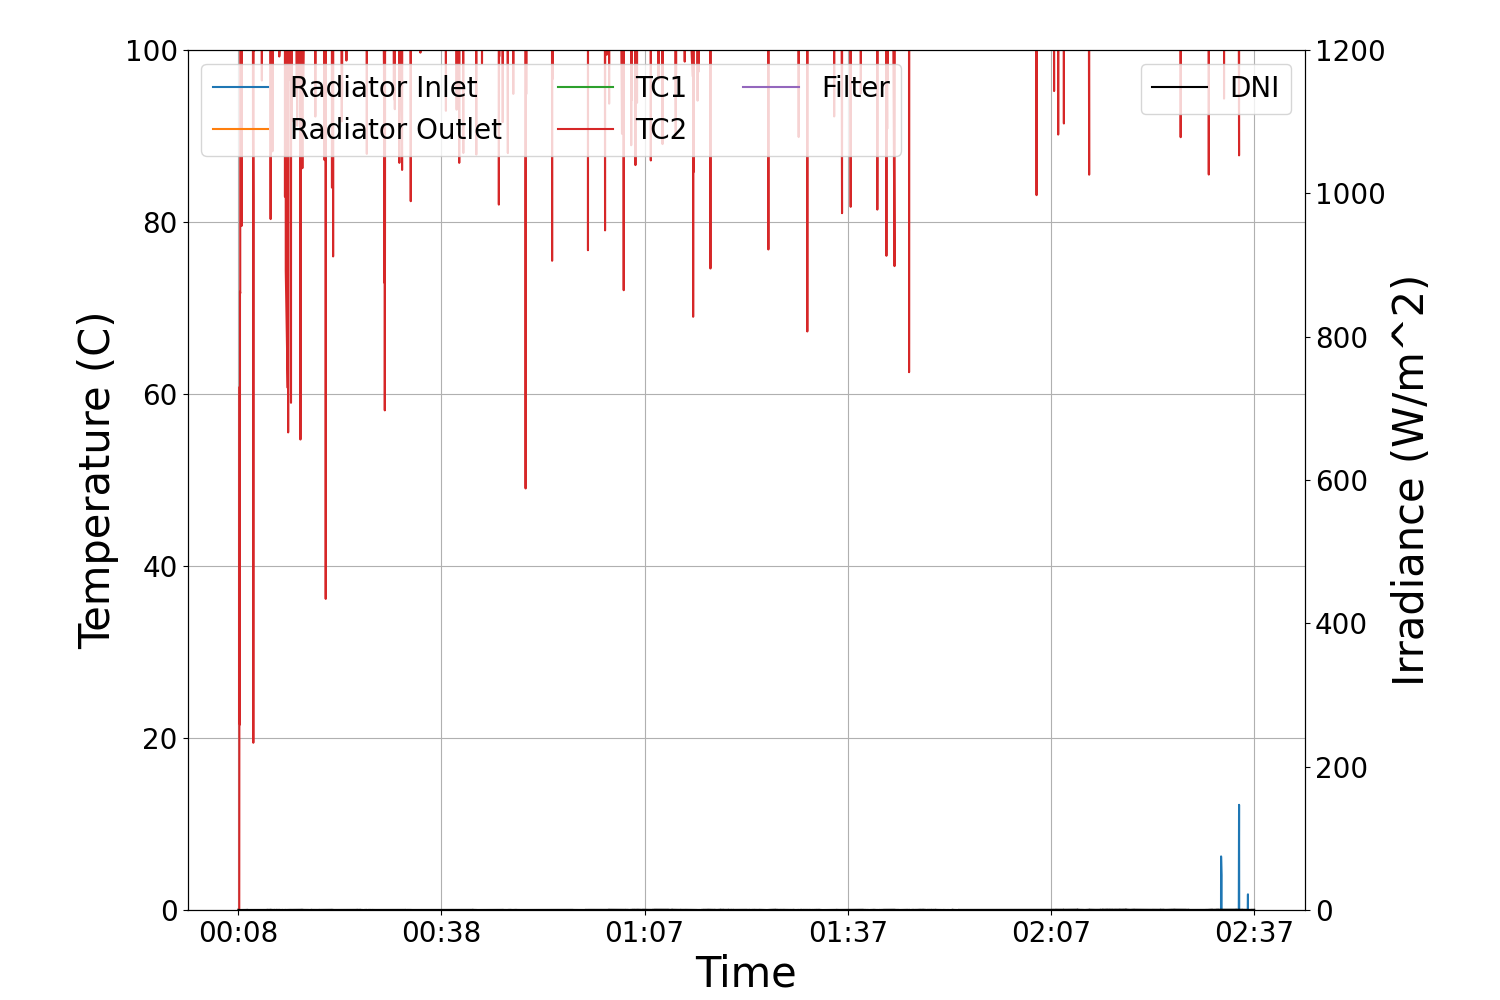 100
80
60
40
20
0
Temperature (C)
Radiator Inlet
Radiator Outlet
TC1
TC2
Filter
DNI
1200
1000
800
600
400
200
0
Irradiance (W/m^2)
00:08 00:38 01:07 01:37 02:07 02:37
Time